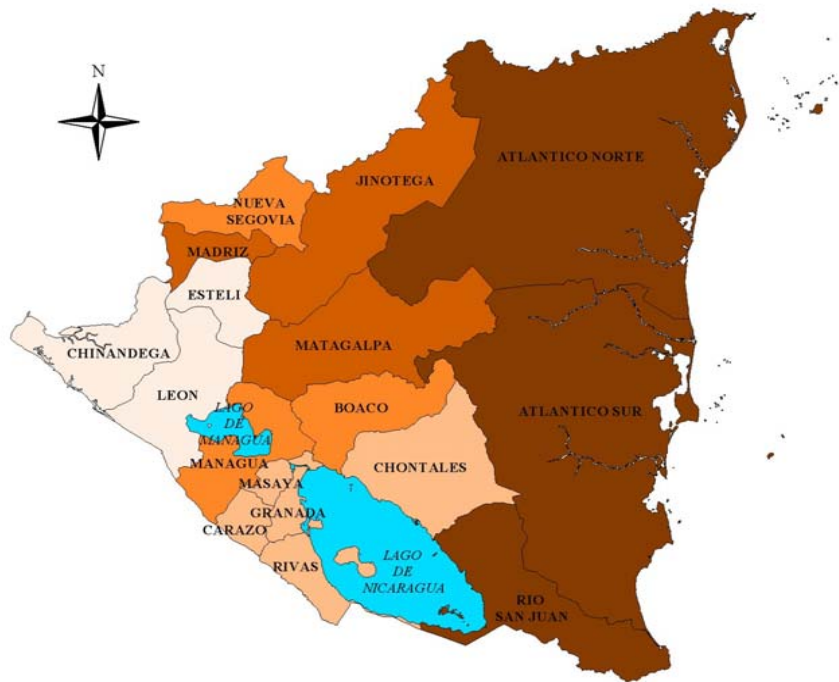 N
ATLANTICO NORTE
JINOTEGA
NUEVA
SEGOVIA
MADRIZ
ESTELI
CHINANDEGA
MATAGALPA
LEON
LAGO
DE
MANAGUA
BOACO
ATLANTICO SUR
MANAGUA
CHONTALES
MASAYA
GRANADA
CARAZO
RIVAS
LAGO
DE
NICARAGUA
RIO
SAN JUAN